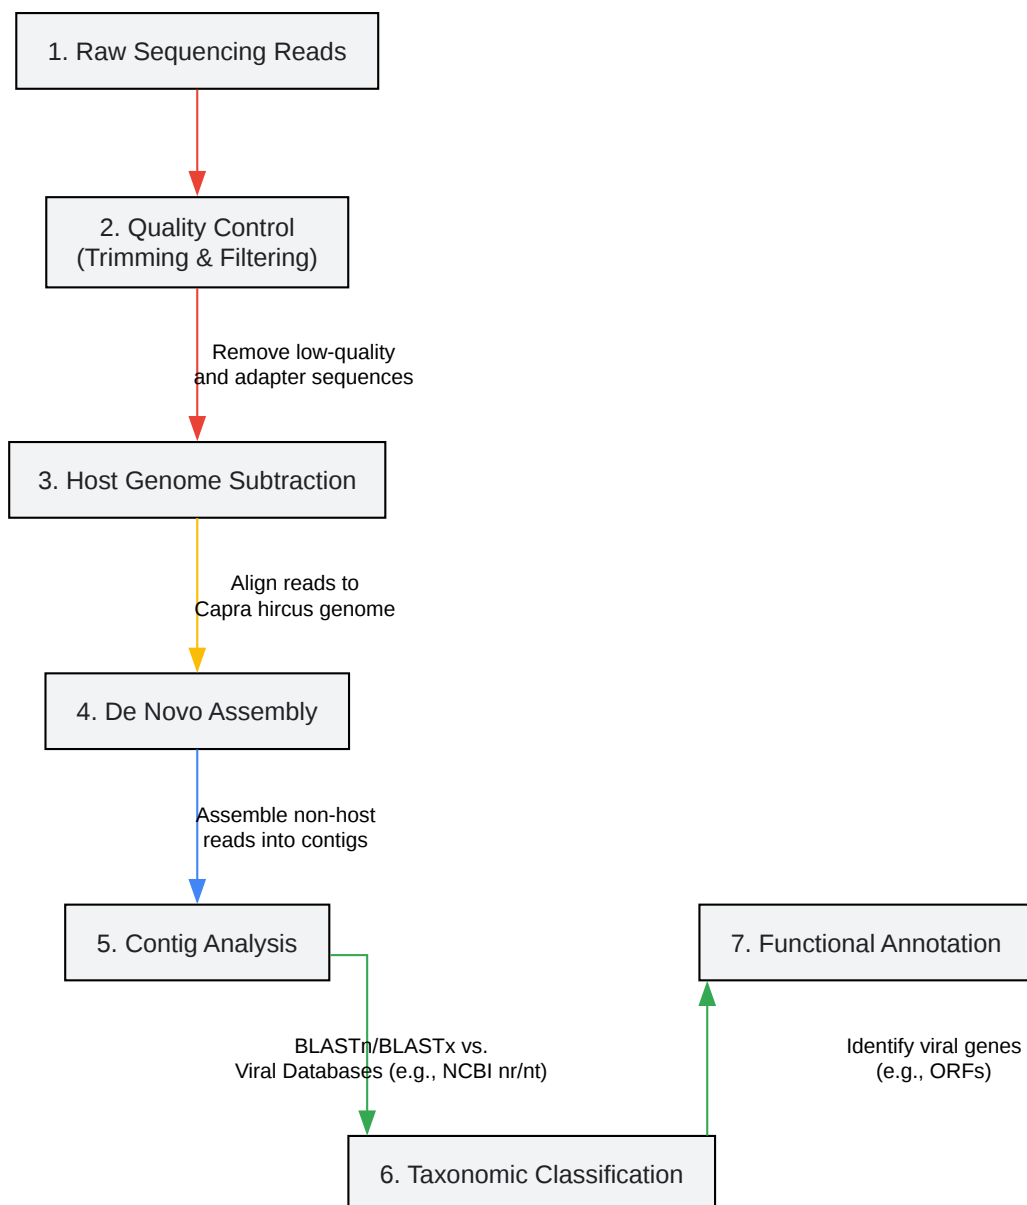 1. Raw Sequencing Reads
2. Quality Control
(Trimming & Filtering)
Remove low-quality
and adapter sequences
3. Host Genome Subtraction
Align reads to
Capra hircus genome
4. De Novo Assembly
Assemble non-host
reads into contigs
5. Contig Analysis
7. Functional Annotation
BLASTn/BLASTx vs.
Viral Databases (e.g., NCBI nr/nt)
Identify viral genes
(e.g., ORFs)
6. Taxonomic Classification